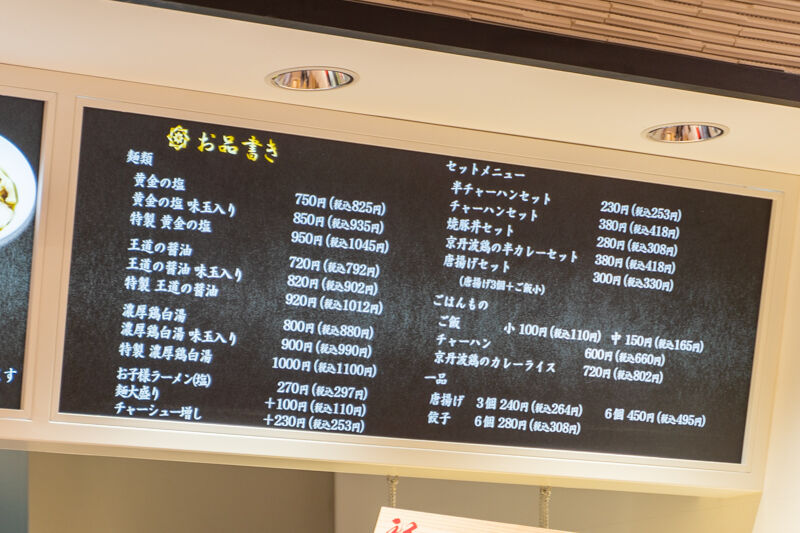 お品書き
麺類
黄金の塩 750円(税込825円)
黄金の塩 味玉入り 850円(税込935円)
特製 黄金の塩 950円(税込1045円)
王道の醤油 720円(税込792円)
王道の醤油 味玉入り 820円(税込902円)
特製 王道の醤油 920円(税込1012円)
濃厚鶏白湯 800円(税込880円)
濃厚鶏白湯 味玉入り 900円(税込990円)
特製 濃厚鶏白湯 1000円(税込1100円)
お子様ラーメン(塩) 270円(税込297円)
麺大盛り +100円(税込110円)
チャーシュー増し +230円(税込253円)
セットメニュー
半チャーハンセット 230円(税込253円)
チャーハンセット 380円(税込418円)
焼豚丼セット 280円(税込308円)
京丹波鶏の半カレーセット 380円(税込418円)
唐揚げセット 300円(税込330円)
(唐揚げ3個+ご飯小)
ごはんもの
ご飯 小 100円(税込110円) 中 150円(税込165円)
チャーハン 600円(税込660円)
京丹波鶏のカレーライス 720円(税込802円)
一品
唐揚げ 3個 240円(税込264円) 6個 450円(税込495円)
餃子 6個 280円(税込308円)